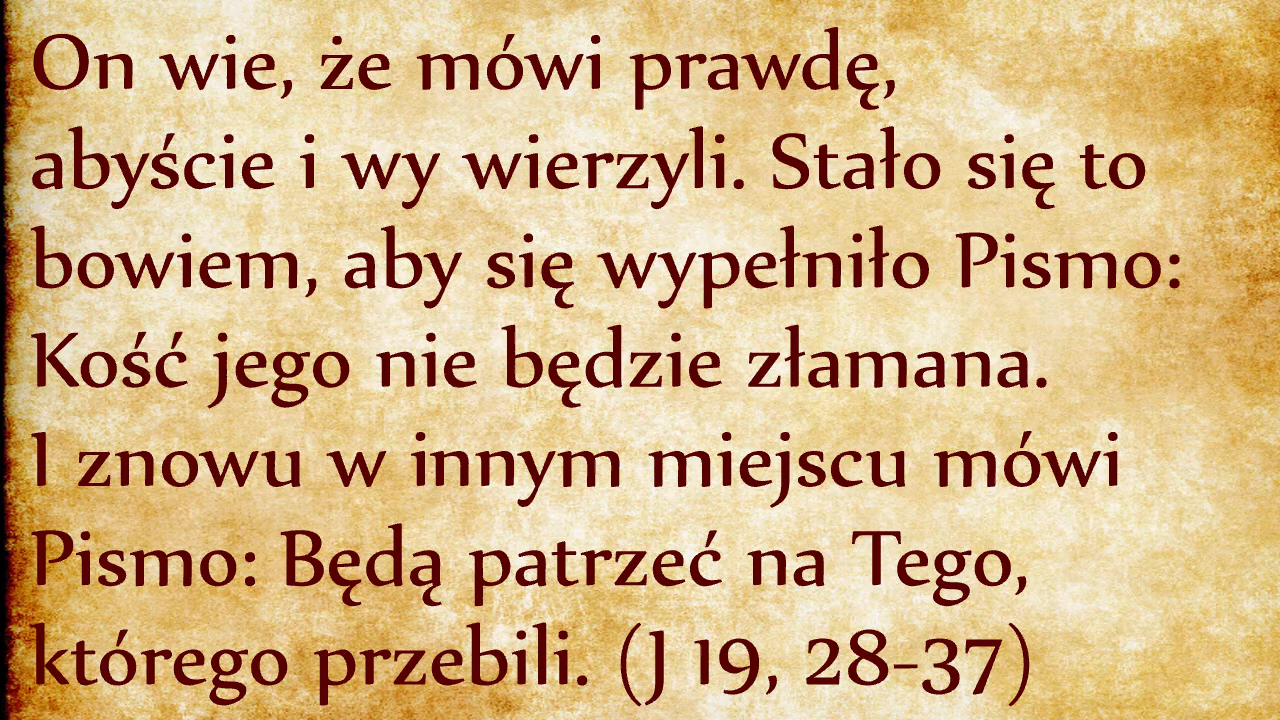 On wie, że mówi prawdę,
abyście i wy wierzyli. Stało się to
bowiem, aby się wypełniło Pismo:
Kość jego nie będzie złamana.
I znowu w innym miejscu mówi
Pismo: Będą patrzeć na Tego,
którego przebili. (J 19, 28-37)